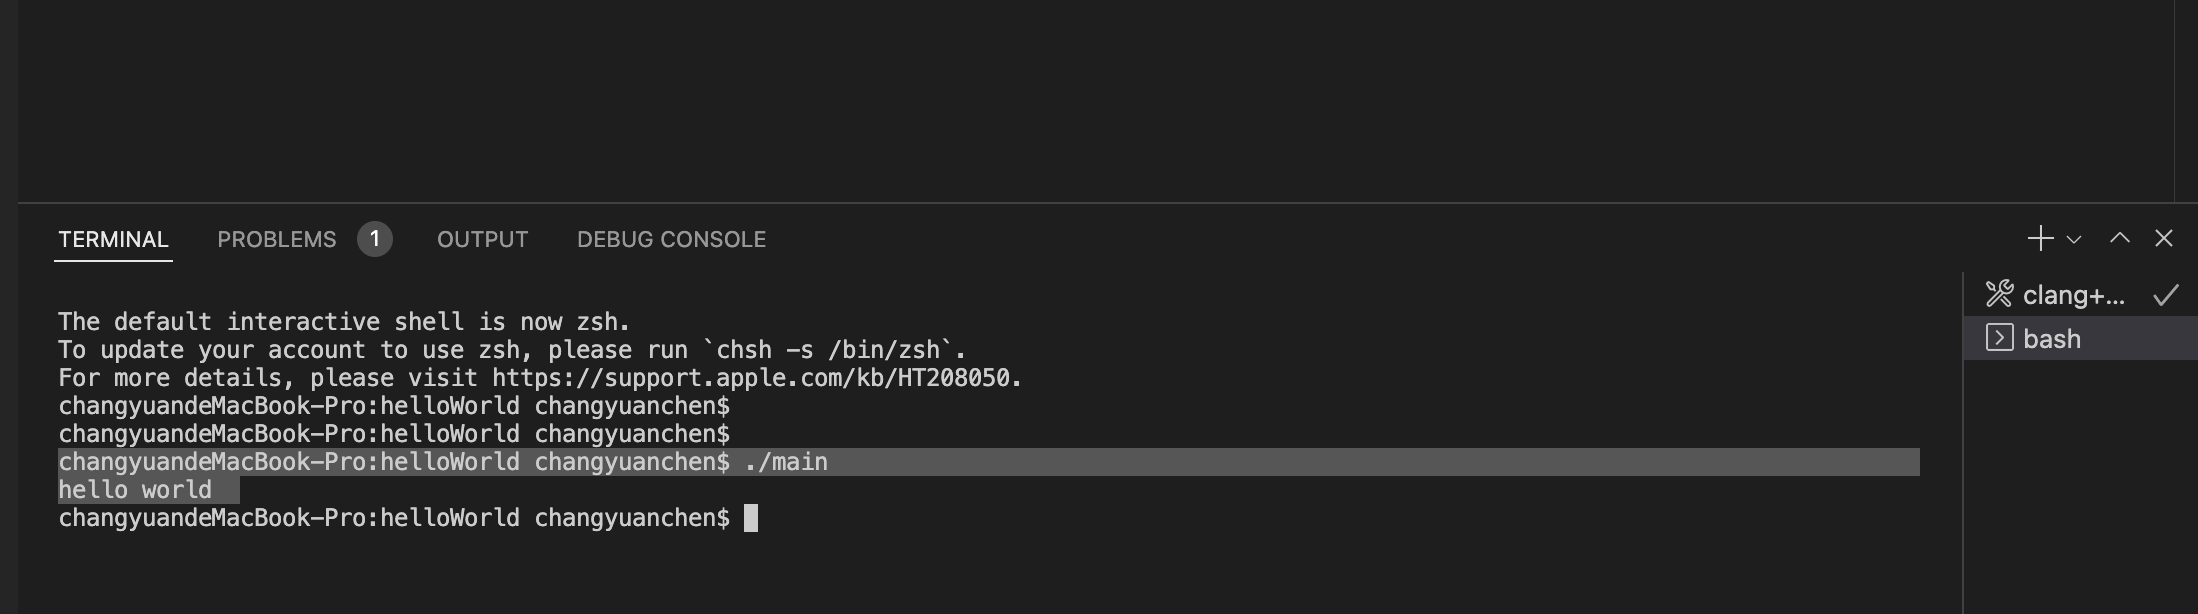 TERMINAL PROBLEMS 1 OUTPUT DEBUG CONSOLE
The default interactive shell is now zsh.
To update your account to use zsh, please run `chsh -s /bin/zsh`.
For more details, please visit https://support.apple.com/kb/HT208050.
changyuandeMacBook-Pro:helloWorld changyuanchen$
changyuandeMacBook-Pro:helloWorld changyuanchen$
changyuandeMacBook-Pro:helloWorld changyuanchen$ ./main
hello world
changyuandeMacBook-Pro:helloWorld changyuanchen$
clang+...
bash